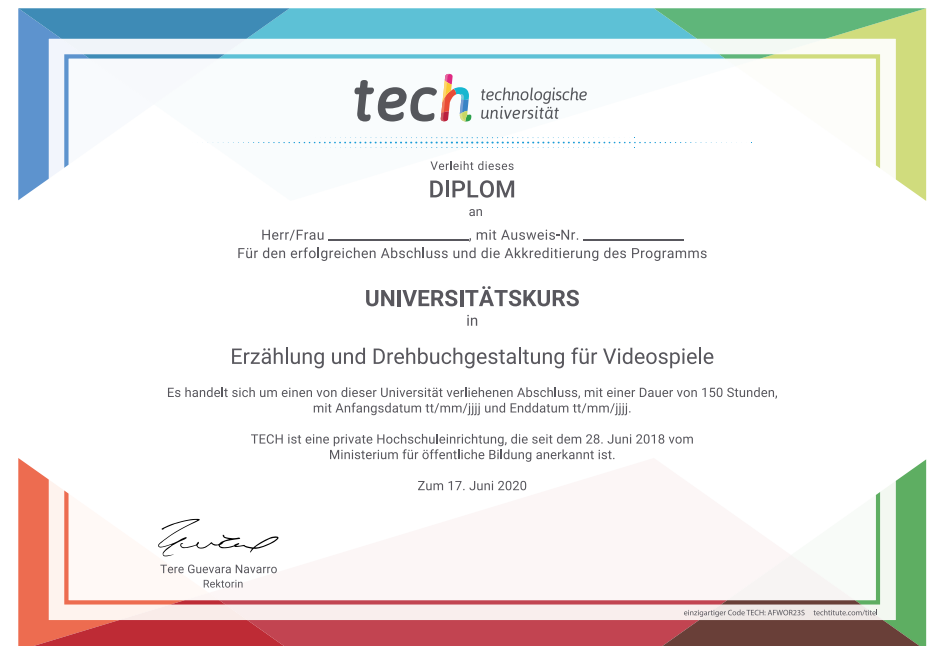 tech technologische
universität
Verleiht dieses
DIPLOM
an
Herr/Frau ____________________, mit Ausweis-Nr. ______________
Für den erfolgreichen Abschluss und die Akkreditierung des Programms
UNIVERSITÄTSKURS
in
Erzählung und Drehbuchgestaltung für Videospiele
Es handelt sich um einen von dieser Universität verliehenen Abschluss, mit einer Dauer von 150 Stunden,
mit Anfangsdatum tt/mm/jjjj und Enddatum tt/mm/jjjj.
TECH ist eine private Hochschuleinrichtung, die seit dem 28. Juni 2018 vom
Ministerium für öffentliche Bildung anerkannt ist.
Zum 17. Juni 2020
Tere Guevara Navarro
Rektorin
einzigartiger Code TECH: AFWOR23S techtitute.com/titel